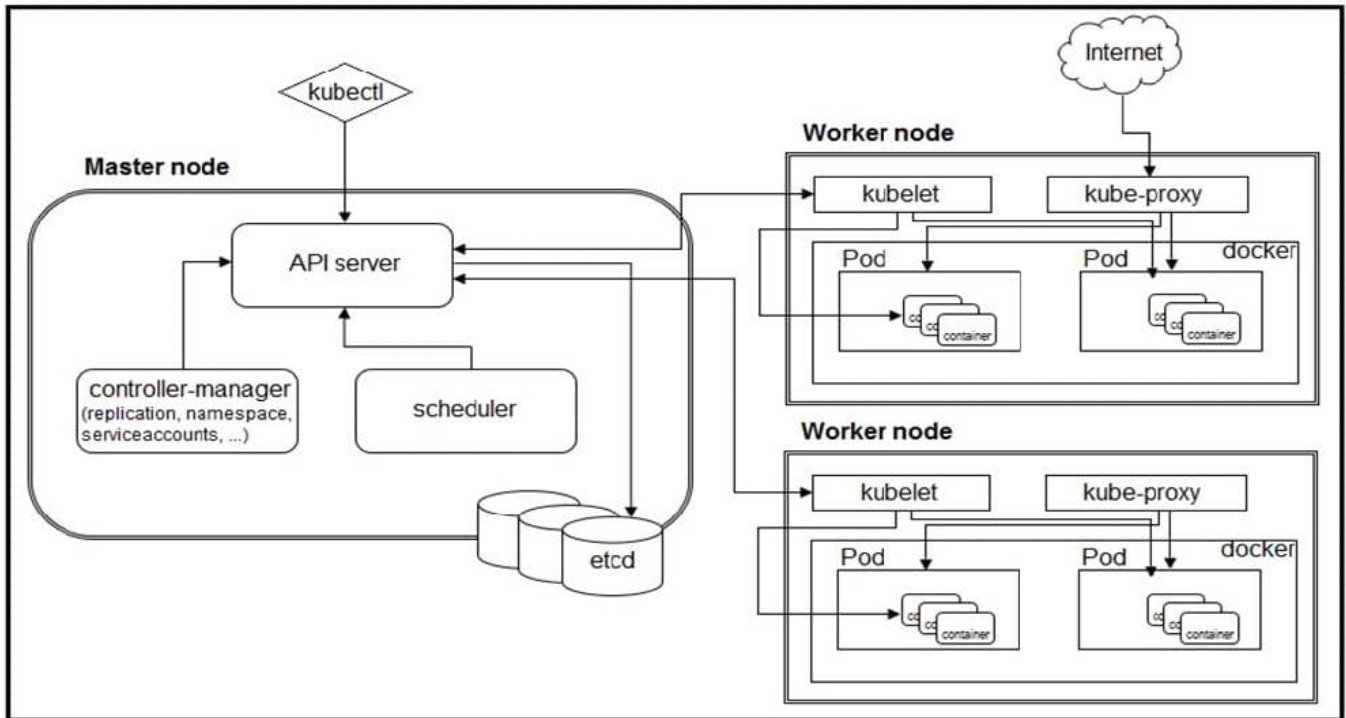 Internet
kubectl
Worker node
Master node
kubelet
kube-proxy
API server
docker
Pod
Pod
container
container
controller-manager
(replication, namespace,
serviceaccounts, ...)
scheduler
Worker node
kubelet
kube-proxy
etcd
docker
Pod
Pod
container
container